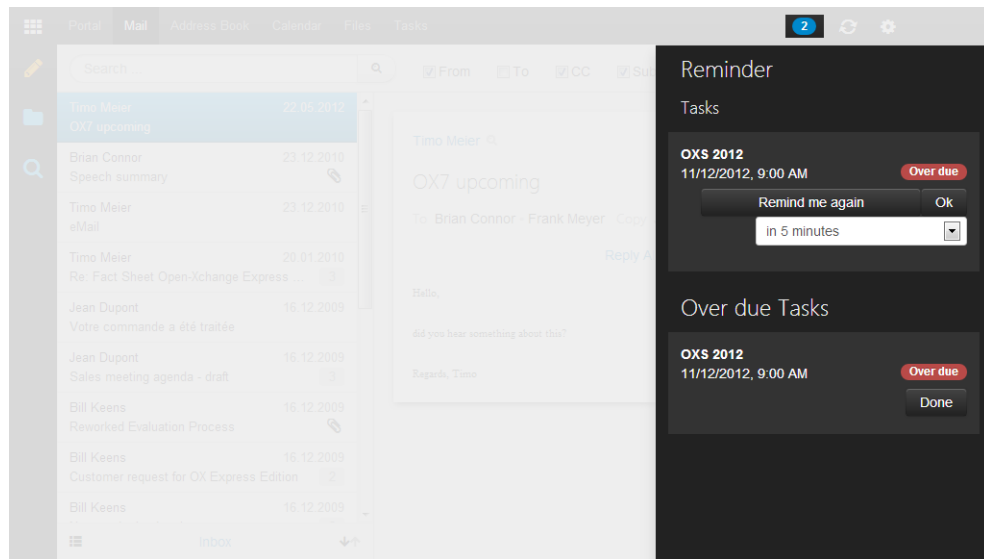 Portal Mail Address Book Calendar Files Tasks 2
Search...
From To CC
Timo Meier 22.06.2012
OX7 upcoming
Brian Connor 23.12.2010
Speech summary
Timo Meier 23.12.2010
eMail
Timo Meier 20.01.2010
Re: Fact Sheet Open-Xchange Express ...
Jean Dupont 16.12.2009
Votre commande a été traitée
Jean Dupont 16.12.2009
Sales meeting agenda - draft 3
Bill Keens 16.12.2009
Reworked Evaluation Process
Bill Keens 16.12.2009
Customer request for OX Express Edition 2
Bill Keens 16.12.2009
Inbox
Timo Meier
OX7 upcoming
To Brian Connor - Frank Meyer Copy
Reply Al
Hello,
did you hear something about this?
Regards, Timo
Reminder
Tasks
OXS 2012
11/12/2012, 9:00 AM Over due
Remind me again Ok
in 5 minutes
Over due Tasks
OXS 2012
11/12/2012, 9:00 AM Over due
Done